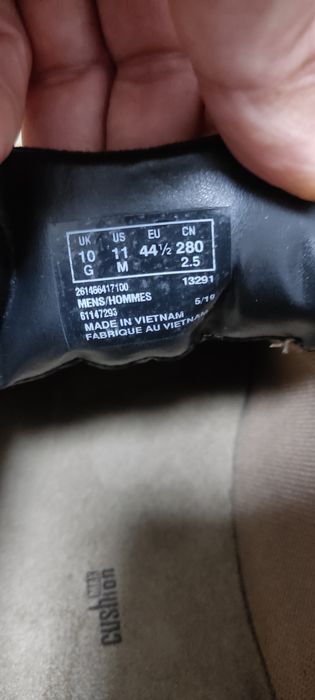 UK US EU CN
10 11 44½ 280
G M 2.5
261466417100 13291
MENS/HOMMES 5/19
61147293
MADE IN VIETNAM
FABRIQUE AU VIETNAM
cushion